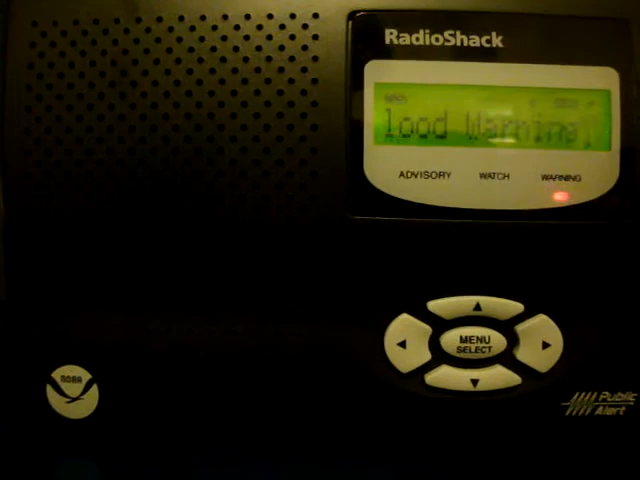 RadioShack
lood Warning,
ADVISORY
WATCH
WARNING
MENU
SELECT
NOAA
Public
Alert